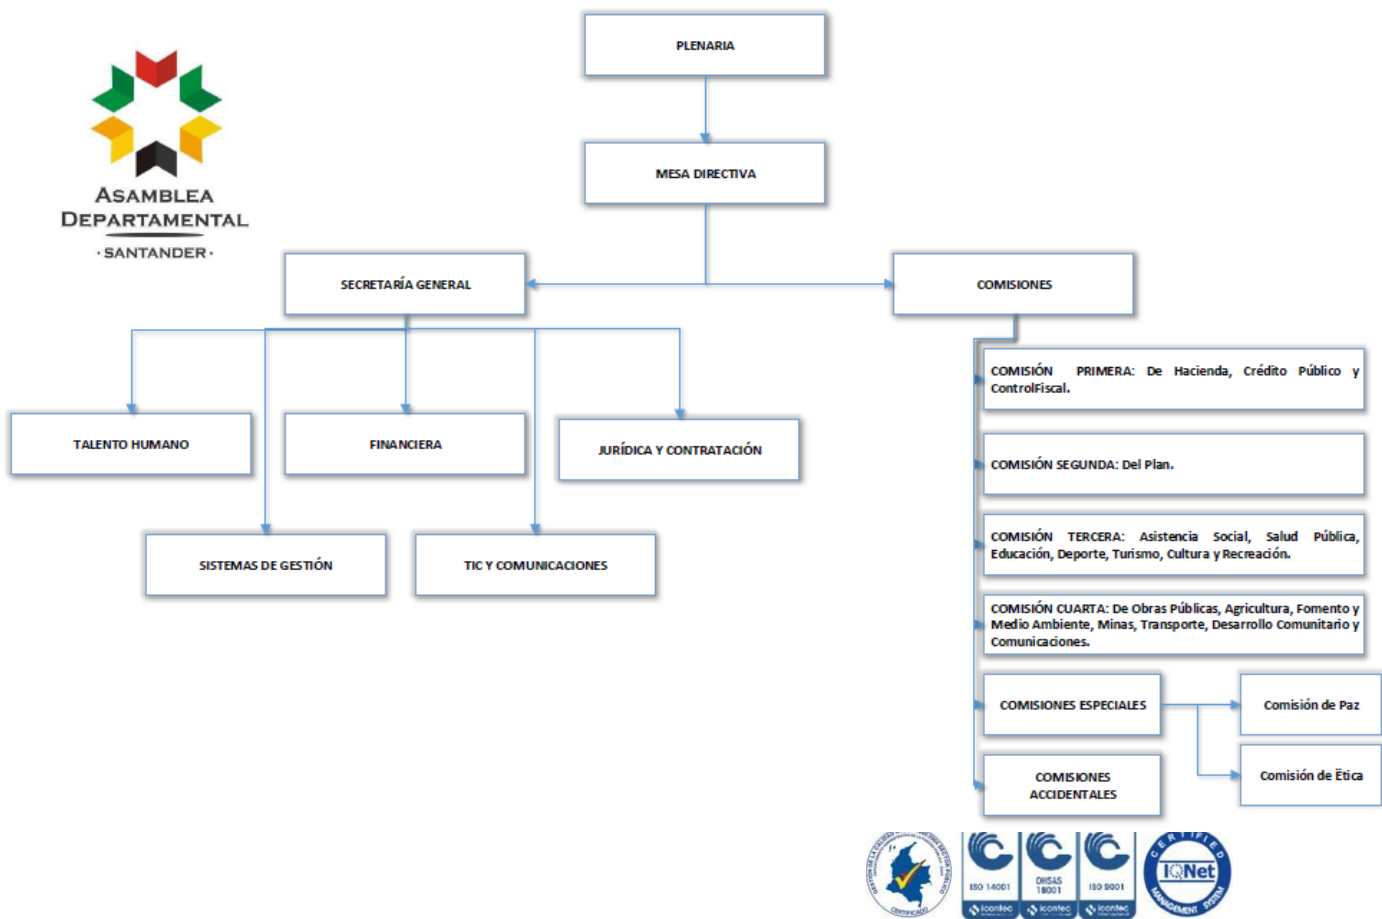 PLENARIA
ASAMBLEA
DEPARTAMENTAL
· SANTANDER ·
MESA DIRECTIVA
SECRETARÍA GENERAL
COMISIONES
COMISIÓN PRIMERA: De Hacienda, Crédito Público y
ControlFiscal.
TALENTO HUMANO
FINANCIERA
JURÍDICA Y CONTRATACIÓN
COMISIÓN SEGUNDA: Del Plan.
COMISIÓN TERCERA: Asistencia Social, Salud Pública,
Educación, Deporte, Turismo, Cultura y Recreación.
SISTEMAS DE GESTIÓN
TIC Y COMUNICACIONES
COMISIÓN CUARTA: De Obras Públicas, Agricultura, Fomento y
Medio Ambiente, Minas, Transporte, Desarrollo Comunitario y
Comunicaciones.
COMISIONES ESPECIALES
Comisión de Paz
Comisión de Ëtica
COMISIONES
ACCIDENTALES
CERTIFICADO
ISO 14001
icontec
OHSAS
18001
icontec
ISO 9001
icontec
CERTIFIED
IQNet
MANAGEMENT SYSTEM